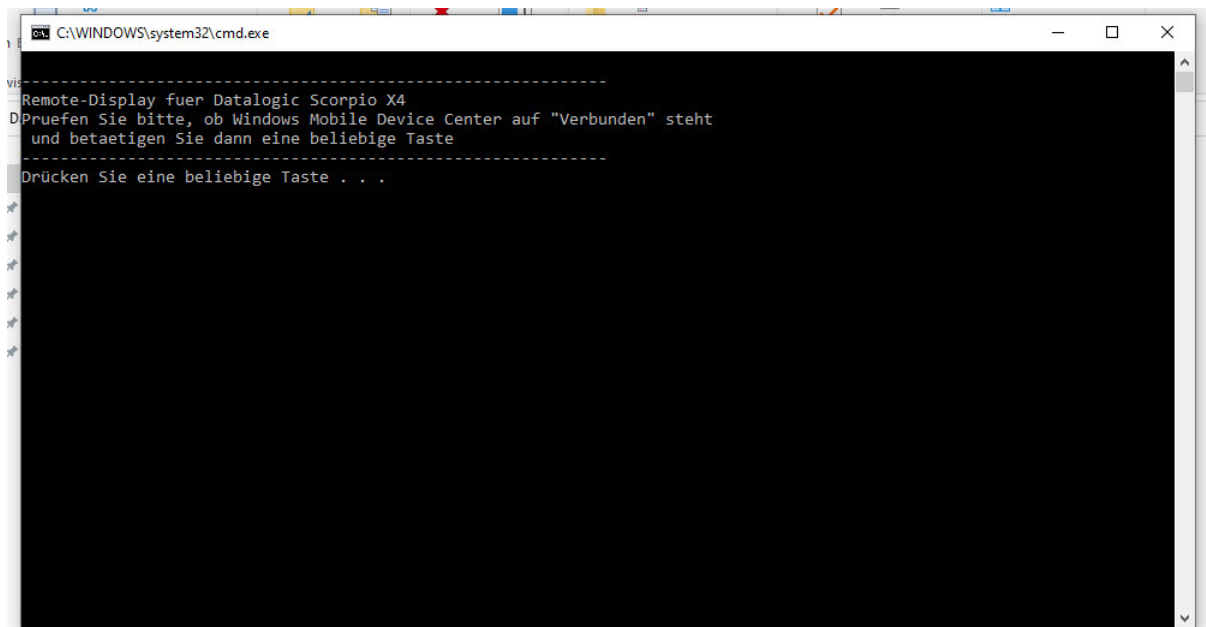 C:\WINDOWS\system32\cmd.exe
-------------------------------------------------------------
Remote-Display fuer Datalogic Scorpio X4
Pruefen Sie bitte, ob Windows Mobile Device Center auf "Verbunden" steht
 und betaetigen Sie dann eine beliebige Taste
-------------------------------------------------------------
Drücken Sie eine beliebige Taste . . .